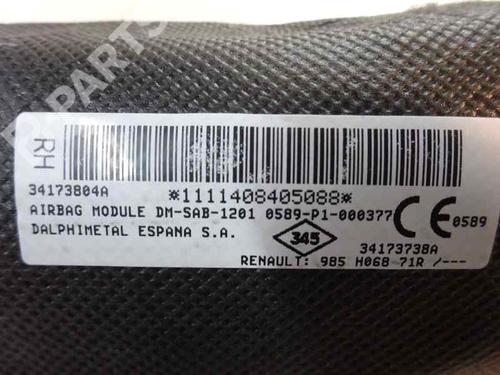 B-PARTS
RH
34173804A
*1111408405088*
AIRBAG MODULE DM-SAB-1201 0589-P1-000377
CE 0589
DALPHIMETAL ESPANA S.A.
345
34173738A
RENAULT: 985 H068 71R /---